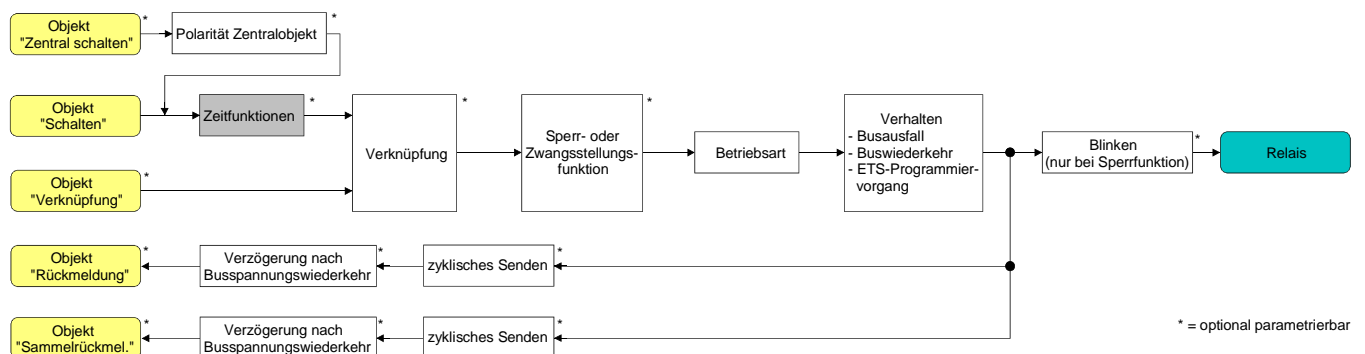 Objekt
"Zentral schalten"
*
Polarität Zentralobjekt
*
Objekt
"Schalten"
Zeitfunktionen
*
Verknüpfung
*
Sperr- oder
Zwangsstellungs-
funktion
*
Betriebsart
Verhalten
- Busausfall
- Buswiederkehr
- ETS-Programmier-
vorgang
Blinken
(nur bei Sperrfunktion)
*
Relais
Objekt
"Verknüpfung"
*
Objekt
"Rückmeldung"
*
Verzögerung nach
Busspannungswiederkehr
*
zyklisches Senden
*
Objekt
"Sammelrückmel."
*
Verzögerung nach
Busspannungswiederkehr
*
zyklisches Senden
*
* = optional parametrierbar